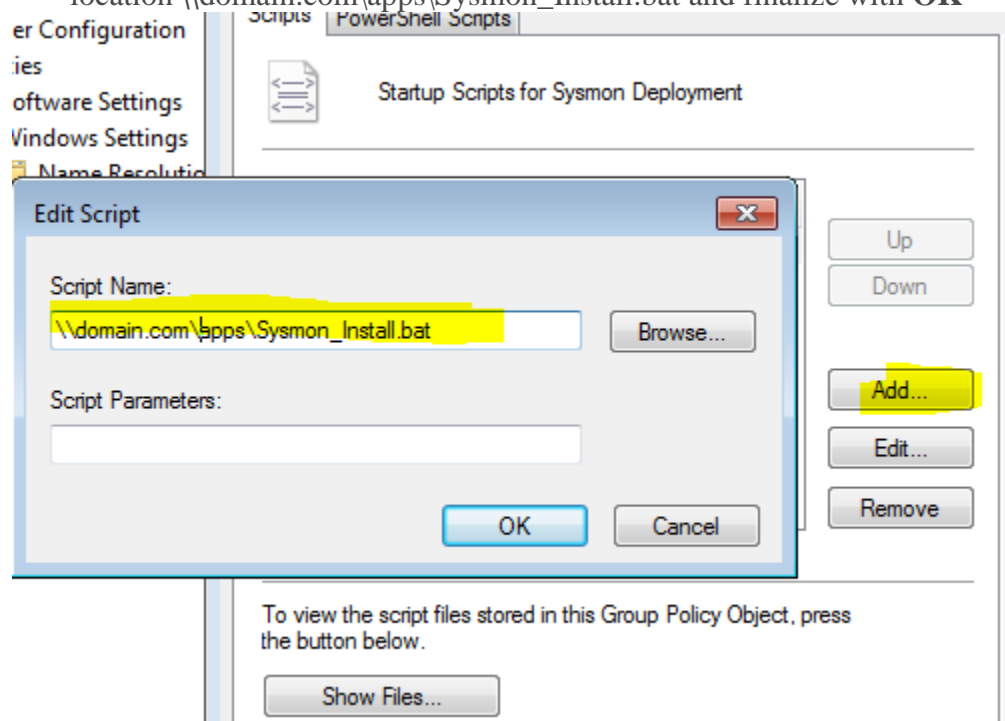 location \\domain.com\apps\Sysmon_Install.bat and finalize with OK
er Configuration
Scripts PowerShell Scripts
ies
oftware Settings
Startup Scripts for Sysmon Deployment
Windows Settings
Name Resolutio
Edit Script
Up
Script Name:
Down
\\domain.com\apps\Sysmon_Install.bat
Browse...
Script Parameters:
Add...
Edit...
OK
Cancel
Remove
To view the script files stored in this Group Policy Object, press
the button below.
Show Files...